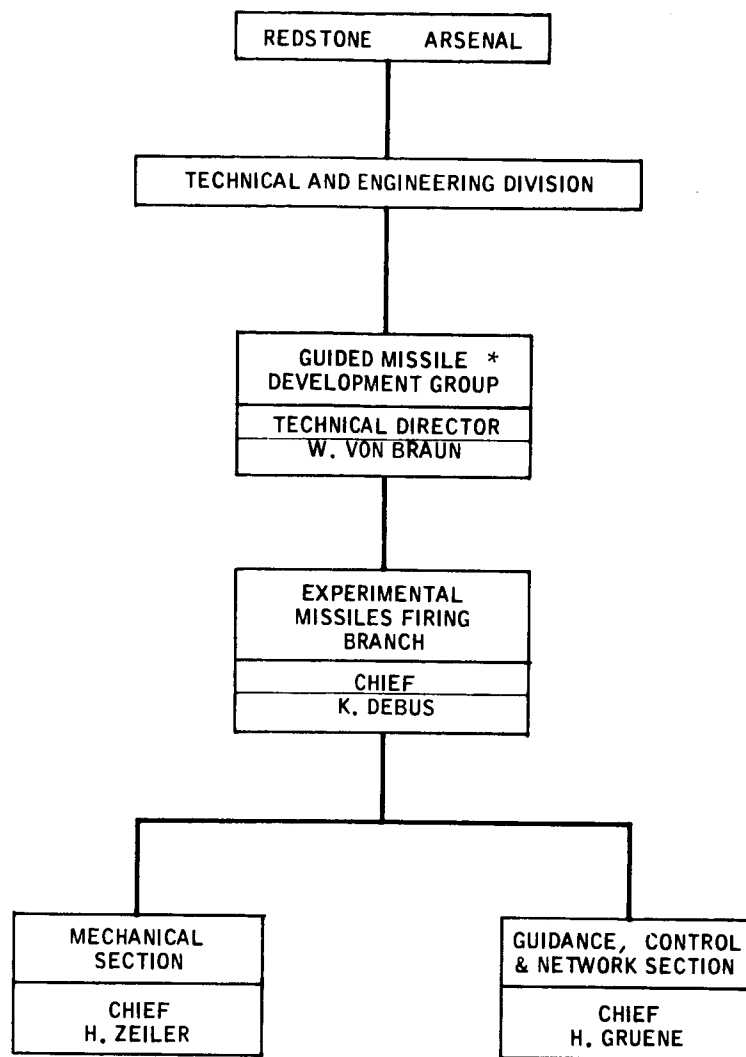 REDSTONE ARSENAL
TECHNICAL AND ENGINEERING DIVISION
GUIDED MISSILE *
DEVELOPMENT GROUP
TECHNICAL DIRECTOR
W. VON BRAUN
EXPERIMENTAL
MISSILES FIRING
BRANCH
CHIEF
K. DEBUS
MECHANICAL
SECTION
CHIEF
H. ZEILER
GUIDANCE, CONTROL
& NETWORK SECTION
CHIEF
H. GRUENE